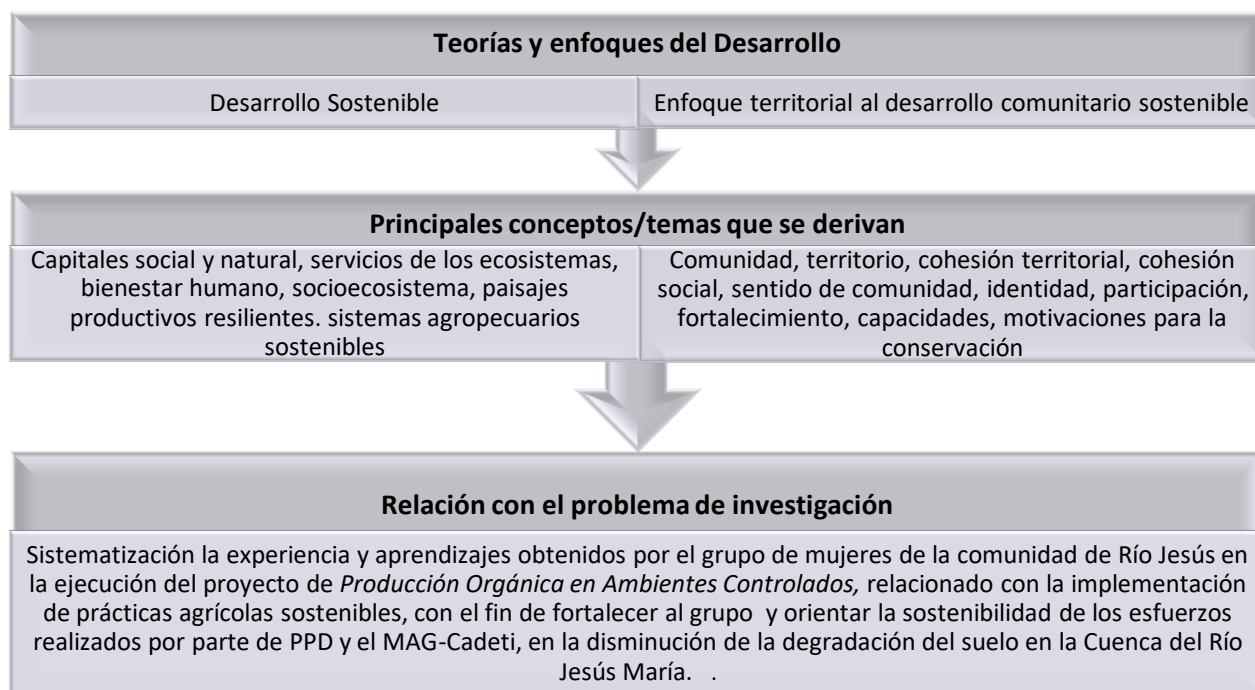 Teorías y enfoques del Desarrollo
Desarrollo Sostenible
Enfoque territorial al desarrollo comunitario sostenible
Principales conceptos/temas que se derivan
Capitales social y natural, servicios de los ecosistemas,
bienestar humano, socioecosistema, paisajes
productivos resilientes. sistemas agropecuarios
sostenibles
Comunidad, territorio, cohesión territorial, cohesión
social, sentido de comunidad, identidad, participación,
fortalecimiento, capacidades, motivaciones para la
conservación
Relación con el problema de investigación
Sistematización la experiencia y aprendizajes obtenidos por el grupo de mujeres de la comunidad de Río Jesús en
la ejecución del proyecto de Producción Orgánica en Ambientes Controlados, relacionado con la implementación
de prácticas agrícolas sostenibles, con el fin de fortalecer al grupo y orientar la sostenibilidad de los esfuerzos
realizados por parte de PPD y el MAG-Cadeti, en la disminución de la degradación del suelo en la Cuenca del Río
Jesús María. .